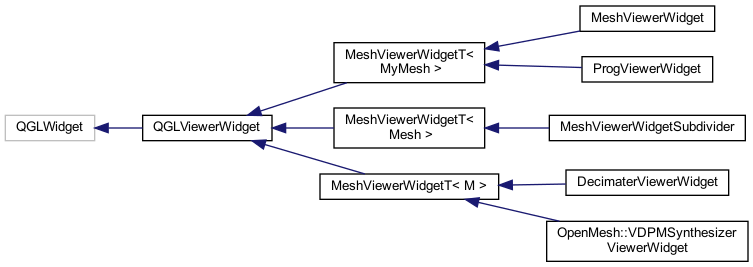 MeshViewerWidget
MeshViewerWidgetT<
MyMesh >
ProgViewerWidget
QGLWidget
QGLViewerWidget
MeshViewerWidgetT<
Mesh >
MeshViewerWidgetSubdivider
MeshViewerWidgetT< M >
DecimaterViewerWidget
OpenMesh::VDPMSynthesizer
ViewerWidget